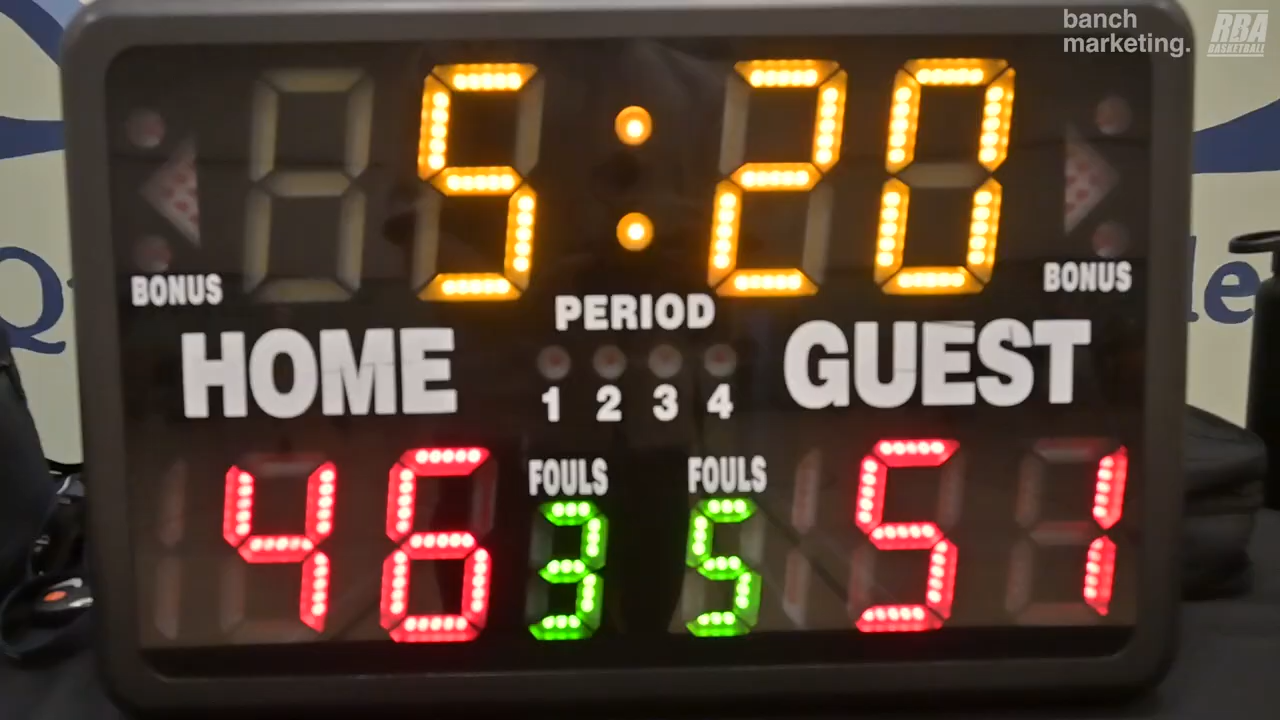 banch
marketing.
RBA
BASKETBALL
5:20
BONUS
BONUS
PERIOD
HOME
GUEST
1 2 3 4
FOULS
FOULS
46
3
5
51
Q
le